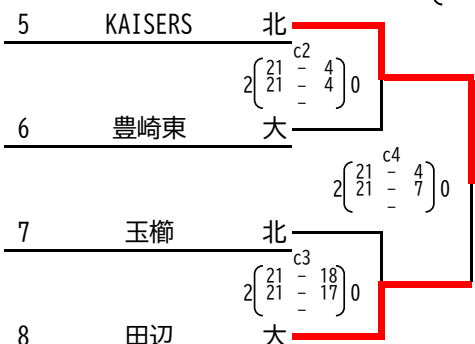 5 KAISERS 北
c2
21 - 4
2 21 - 4 0
-
6 豊崎東 大
c4
21 - 4
2 21 - 7 0
-
7 玉櫛 北
c3
21 - 18
2 21 - 17 0
-
8 田辺 大